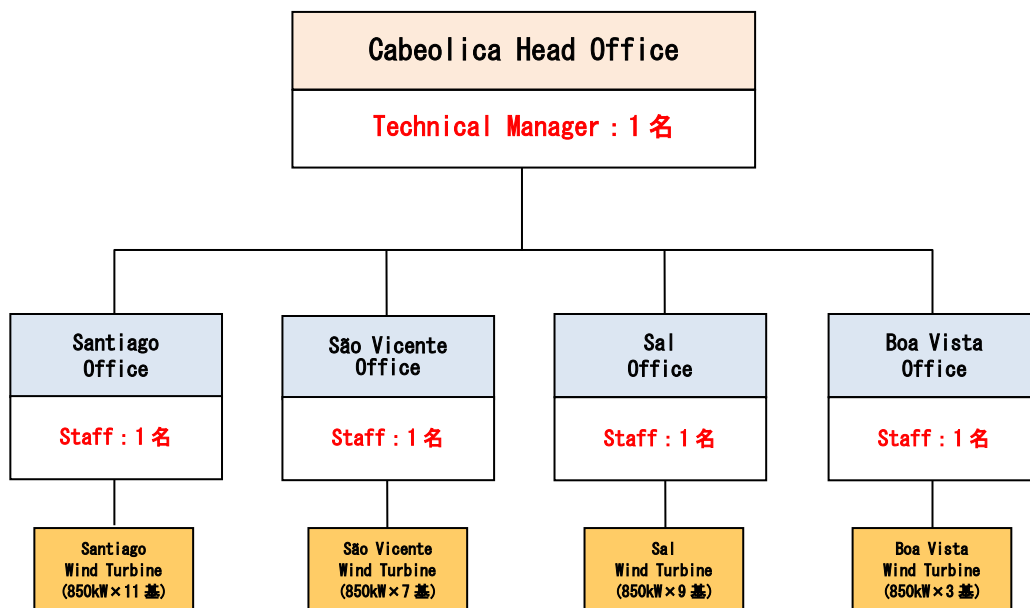 Cabeolica Head Office
Technical Manager：1 名
Santiago
Office
Staff：1 名
São Vicente
Office
Staff：1 名
Sal
Office
Staff：1 名
Boa Vista
Office
Staff：1 名
Santiago
Wind Turbine
(850kW×11 基)
São Vicente
Wind Turbine
(850kW×7 基)
Sal
Wind Turbine
(850kW×9 基)
Boa Vista
Wind Turbine
(850kW×3 基)